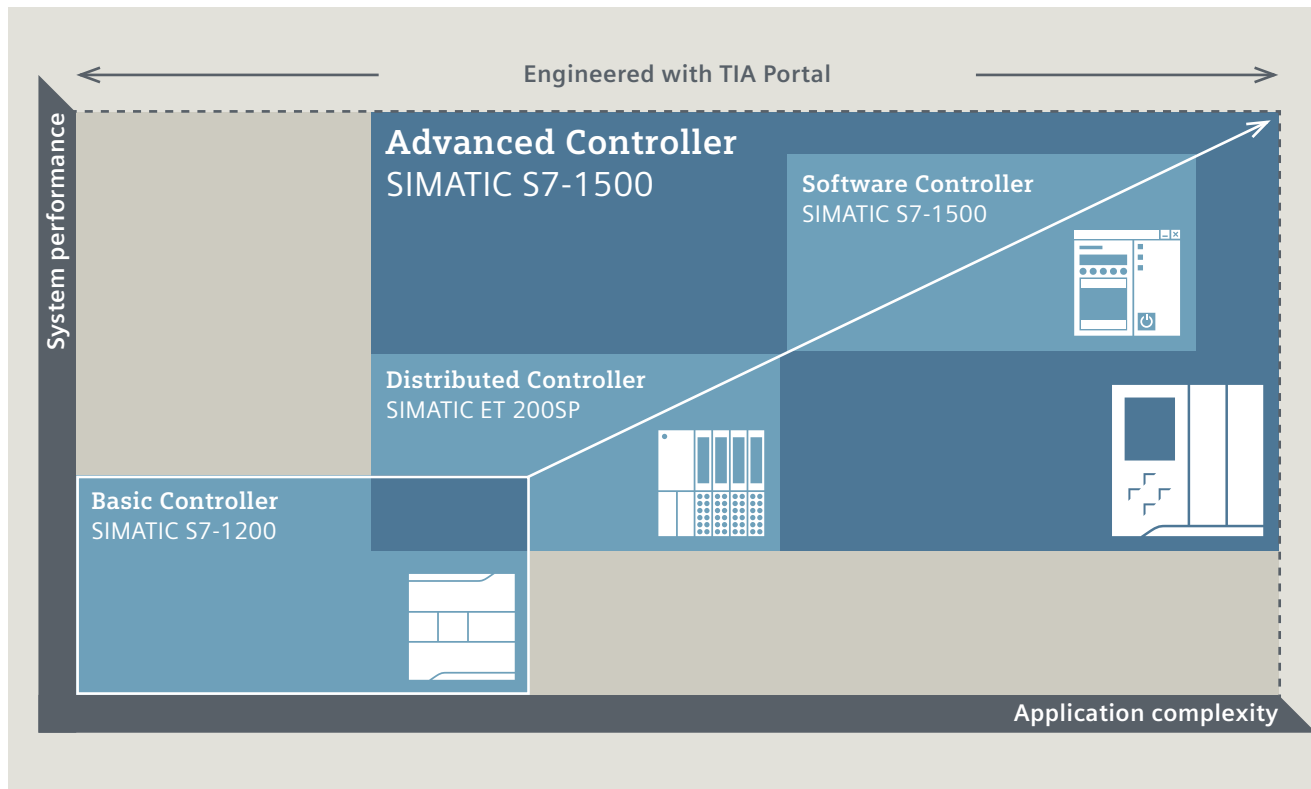 Engineered with TIA Portal
System performance
Advanced Controller
SIMATIC S7-1500
Software Controller
SIMATIC S7-1500
Distributed Controller
SIMATIC ET 200SP
Basic Controller
SIMATIC S7-1200
Application complexity